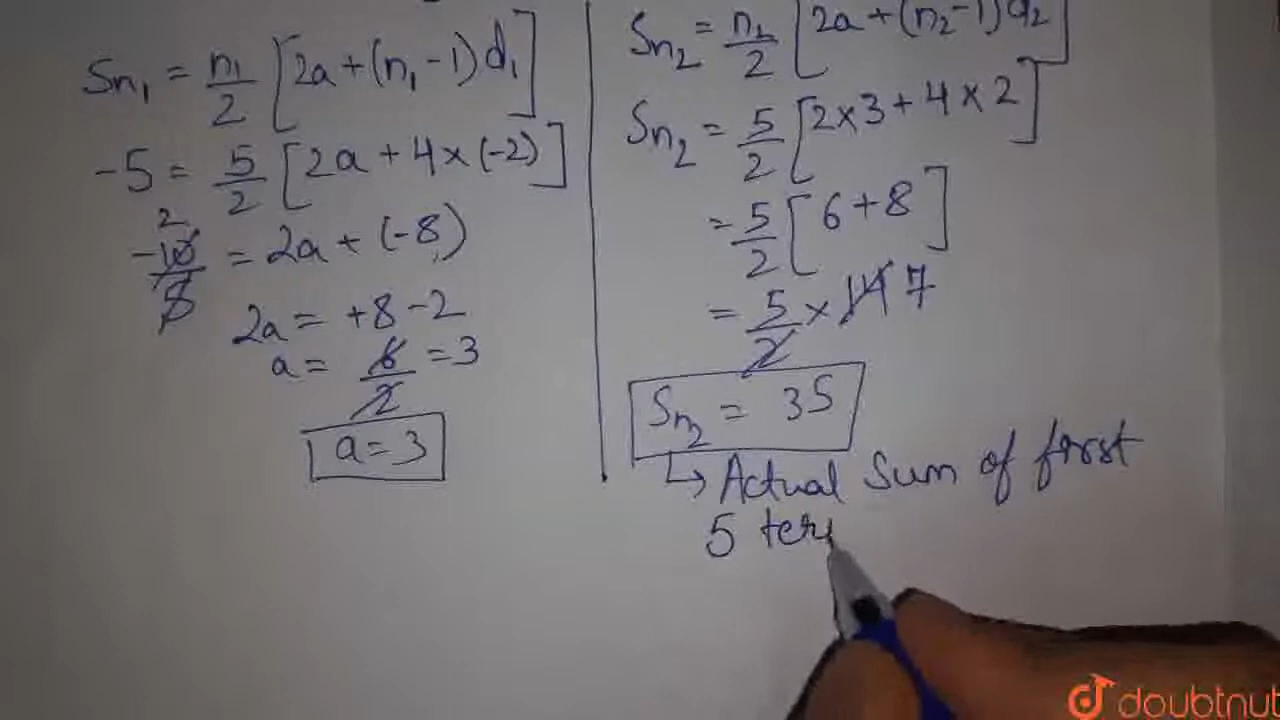 Sn₁ = n₁/2 [2a + (n₁ - 1) d₁]
-5 = 5/2 [2a + 4 × (-2)]
2
-10/5 = 2a + (-8)
2a = +8 - 2
a = 6/2 = 3
a = 3
Sn₂ = n₂/2 [2a + (n₂ - 1) d₂]
Sn₂ = 5/2 [2×3 + 4 × 2]
= 5/2 [6 + 8]
= 5/2 × 14 7
Sn₂ = 35
↳ Actual Sum of first
5 ter
doubtnut